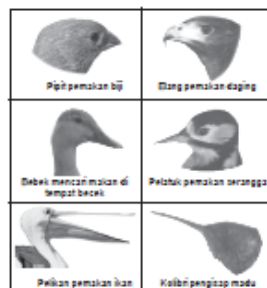 Pipit pemakan biji
Elang pemakan daging
Bebek mencari makan di
tempat becek
Pelatuk pemakan serangga
Pelikan pemakan ikan
Kolibri pengisap madu